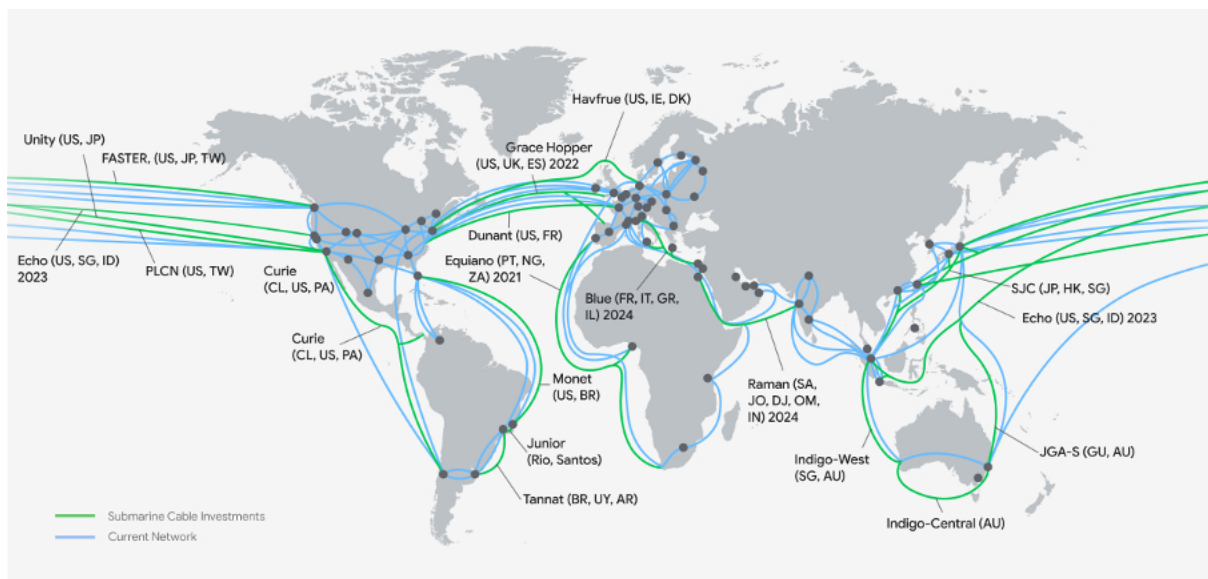 Havfrue (US, IE, DK)
Unity (US, JP)
FASTER, (US, JP, TW)
Grace Hopper
(US, UK, ES) 2022
Echo (US, SG, ID)
2023
PLCN (US, TW)
Curie
(CL, US, PA)
Dunant (US, FR)
Equiano (PT, NG,
ZA) 2021
Blue (FR, IT, GR,
IL) 2024
SJC (JP, HK, SG)
Echo (US, SG, ID) 2023
Curie
(CL, US, PA)
Monet
(US, BR)
Raman (SA,
JO, DJ, OM,
IN) 2024
Junior
(Rio, Santos)
Indigo-West
(SG, AU)
JGA-S (GU, AU)
Tannat (BR, UY, AR)
Indigo-Central (AU)
Submarine Cable Investments
Current Network